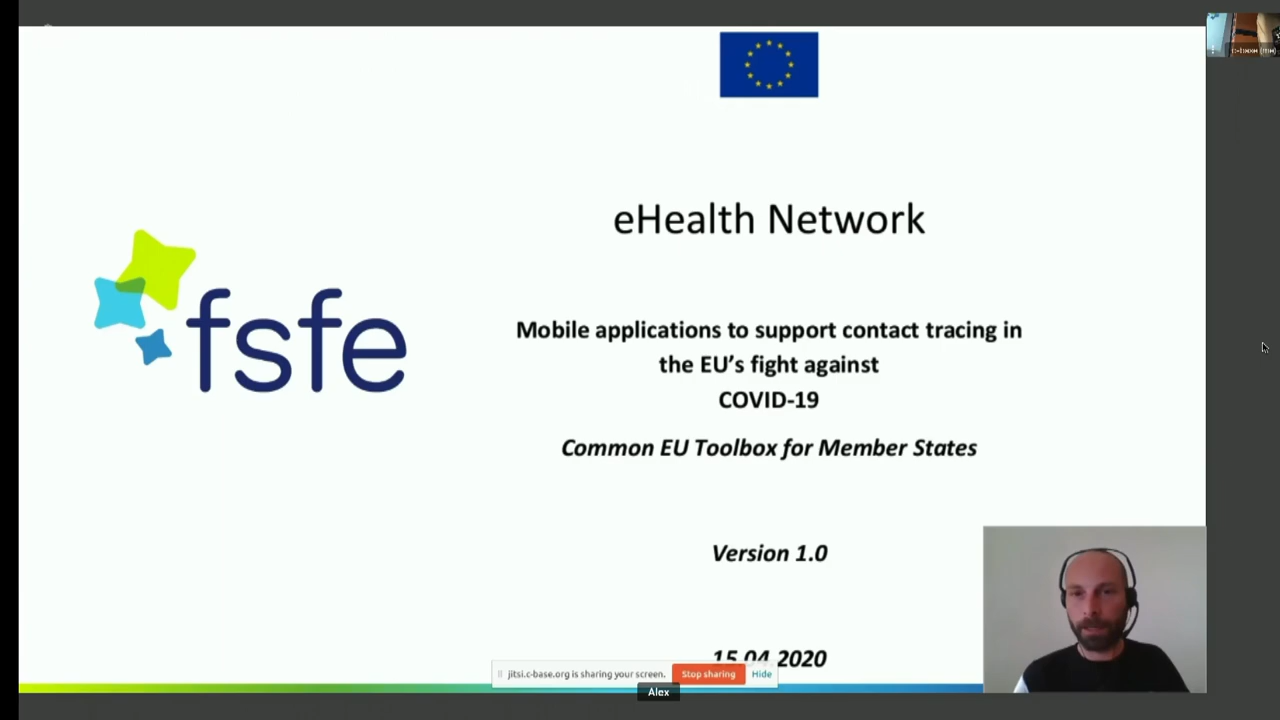 eHealth Network
fsfe
Mobile applications to support contact tracing in
the EU's fight against
COVID-19
Common EU Toolbox for Member States
Version 1.0
15.04.2020
jitsi.c-base.org is sharing your screen.
Stop sharing
Hide
Alex